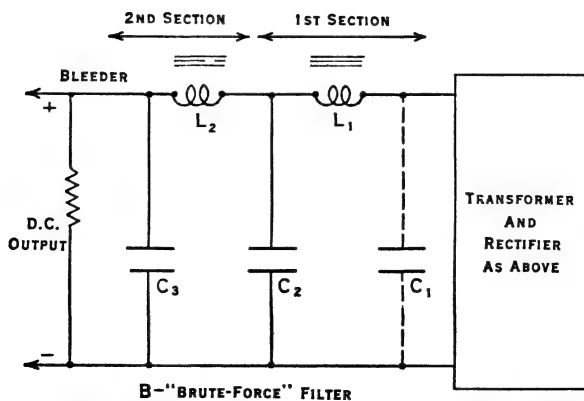 2ND SECTION
1ST SECTION
BLEEDER
+
L2
L1
D.C.
OUTPUT
C3
C2
C1
TRANSFORMER
AND
RECTIFIER
AS ABOVE
−
B-"BRUTE-FORCE" FILTER